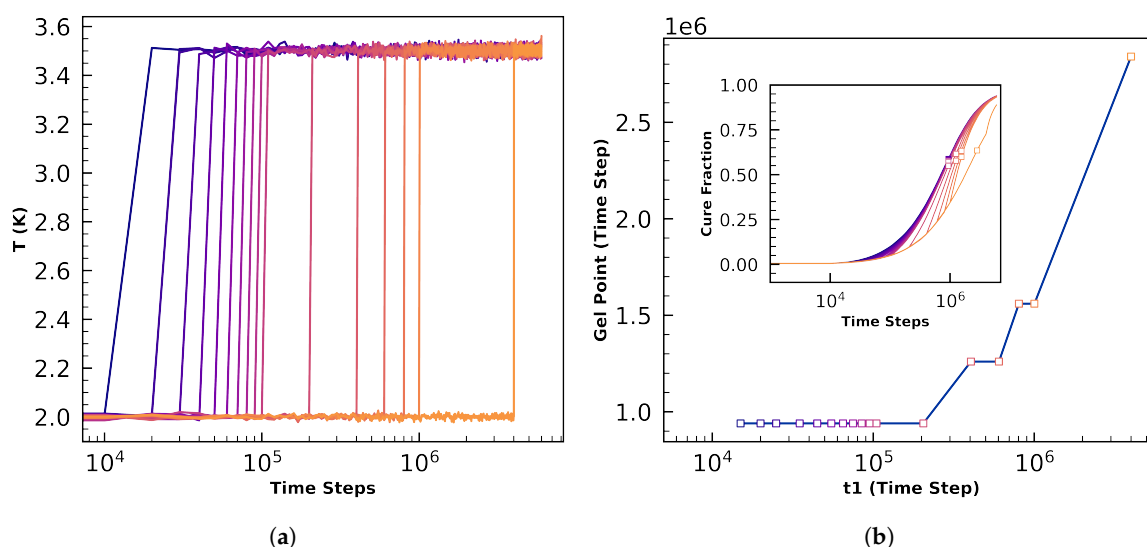 3.6
3.4
3.2
3.0
2.8
2.6
2.4
2.2
2.0
T (K)
10^4
10^5
10^6
Time Steps
(a)
1e6
2.5
2.0
1.5
1.0
Gel Point (Time Step)
1.00
0.75
0.50
0.25
0.00
Cure Fraction
10^4
10^6
Time Steps
10^4
10^5
10^6
t1 (Time Step)
(b)